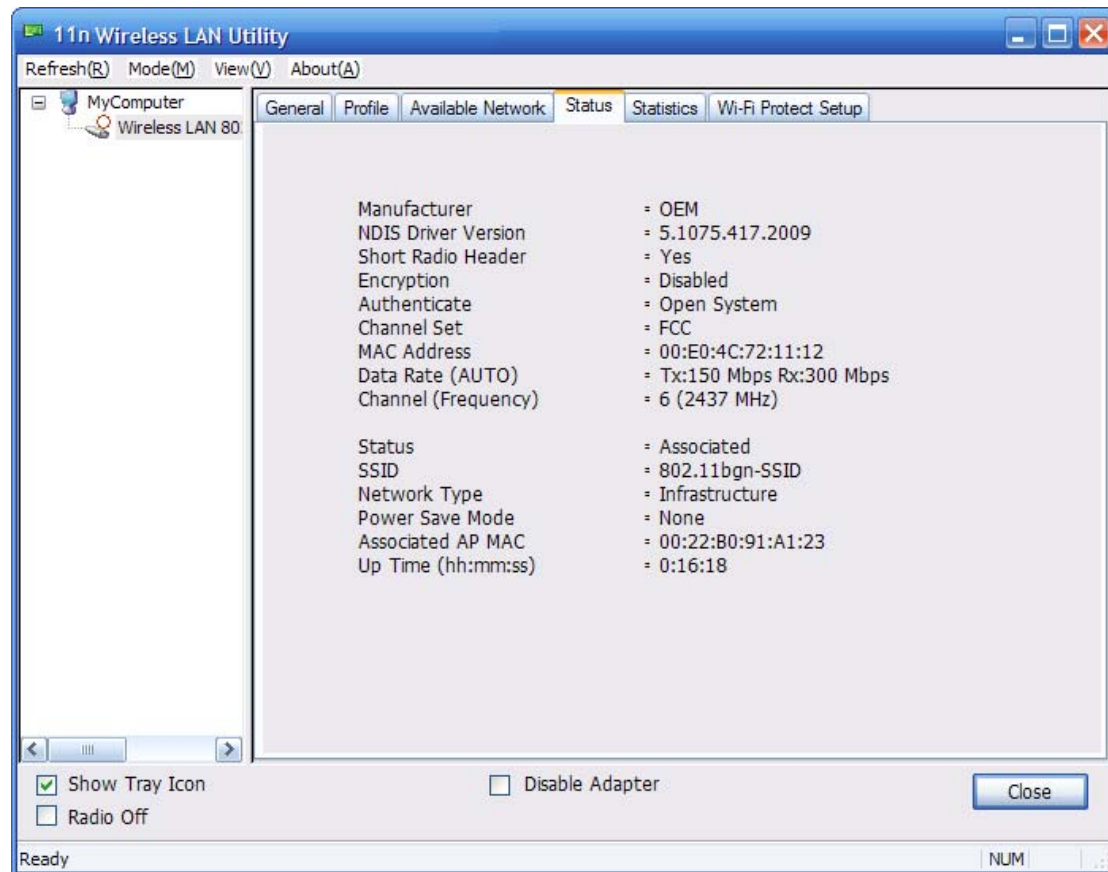 11n Wireless LAN Utility
Refresh(R) Mode(M) View(V) About(A)
MyComputer
Wireless LAN 80
General Profile Available Network Status Statistics Wi-Fi Protect Setup
Manufacturer = OEM
NDIS Driver Version = 5.1075.417.2009
Short Radio Header = Yes
Encryption = Disabled
Authenticate = Open System
Channel Set = FCC
MAC Address = 00:E0:4C:72:11:12
Data Rate (AUTO) = Tx:150 Mbps Rx:300 Mbps
Channel (Frequency) = 6 (2437 MHz)
Status = Associated
SSID = 802.11bgn-SSID
Network Type = Infrastructure
Power Save Mode = None
Associated AP MAC = 00:22:B0:91:A1:23
Up Time (hh:mm:ss) = 0:16:18
Show Tray Icon Disable Adapter Close
Radio Off
Ready NUM